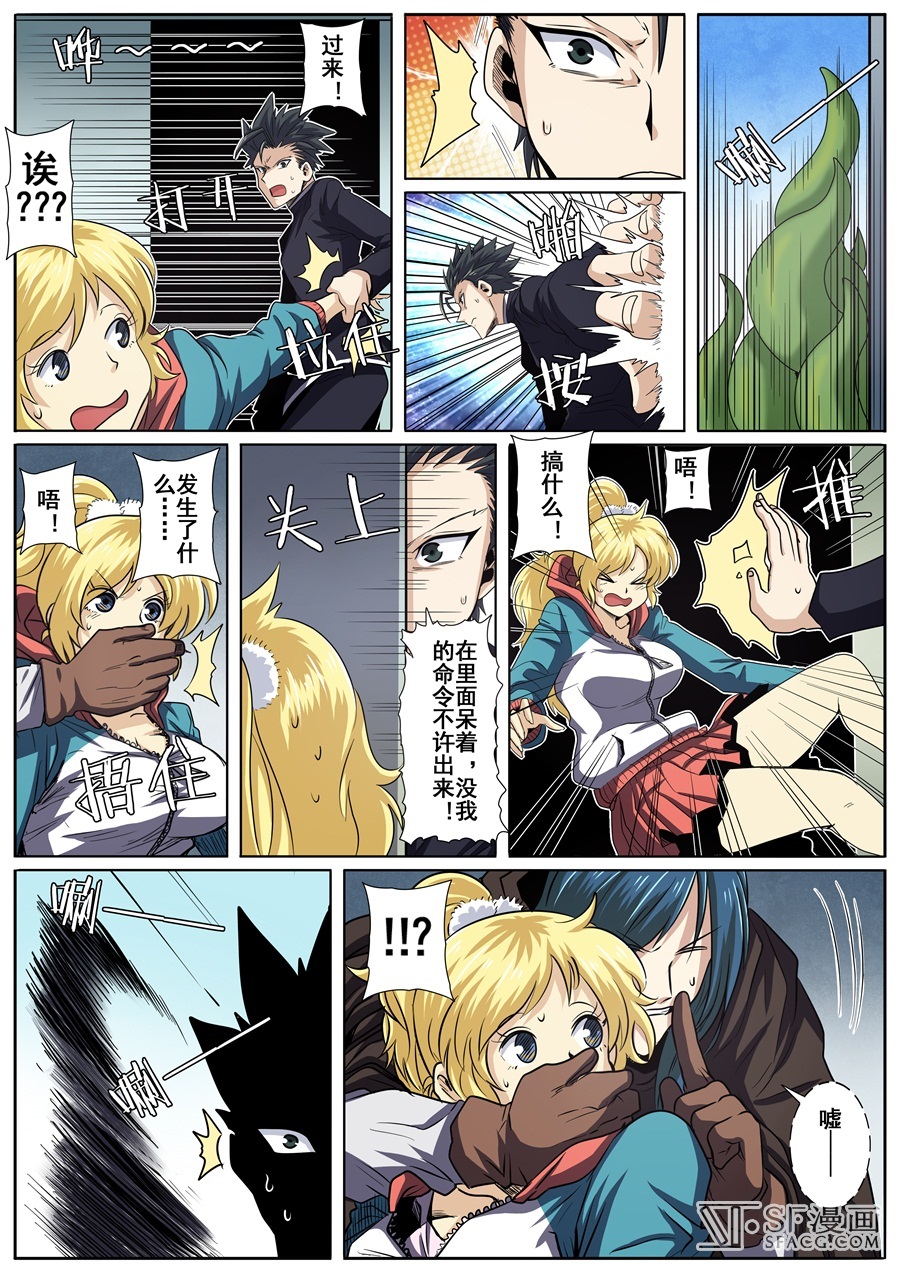 唰——
按
过来！
哗～～～～
打开
诶
???
拉住
唔！
搞什么！
推
关上
在里面呆着，没我
的命令不许出来！
发生了什
么……
唔！
捂住
!!?
嘘——
唰——
唰——
SF漫画
SFACG.COM